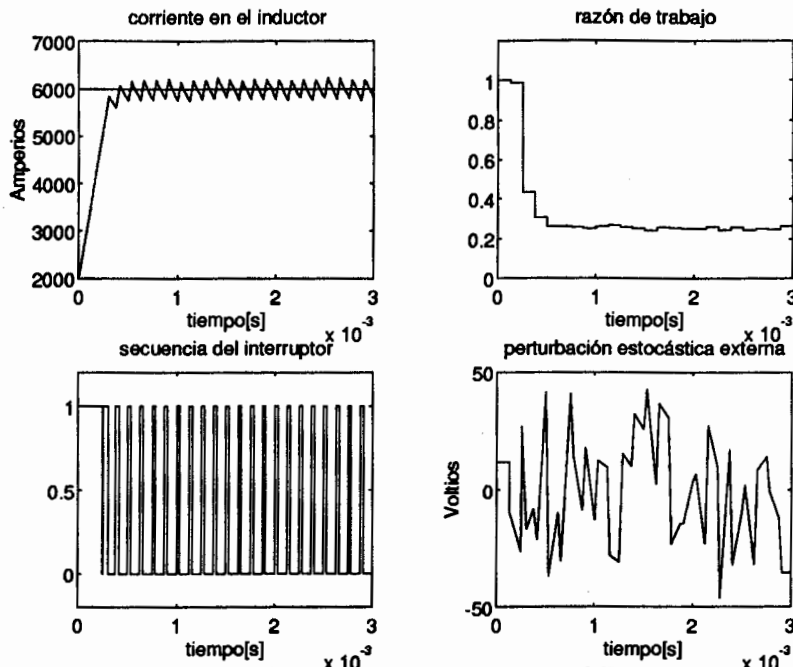 corriente en el inductor
7000
6000
5000
4000
3000
2000
Amperios
0
1
2
3
tiempo[s]
x 10⁻³
razón de trabajo
1
0.8
0.6
0.4
0.2
0
0
1
2
3
tiempo[s]
x 10⁻³
secuencia del interruptor
1
0.5
0
0
1
2
3
tiempo[s]
x 10⁻³
perturbación estocástica externa
50
0
-50
Voltios
0
1
2
3
tiempo[s]
x 10⁻³